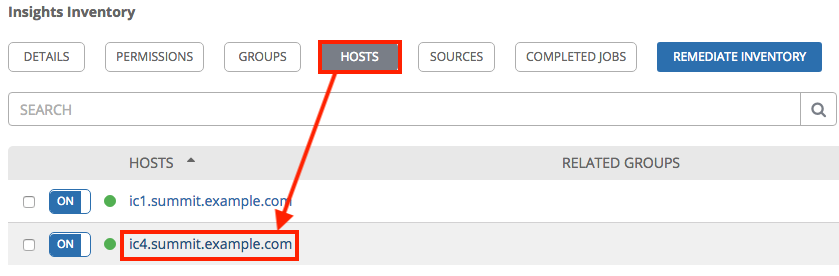 Insights Inventory
DETAILS PERMISSIONS GROUPS HOSTS SOURCES COMPLETED JOBS REMEDIATE INVENTORY
SEARCH
HOSTS RELATED GROUPS
ON ic1.summit.example.com
ON ic4.summit.example.com